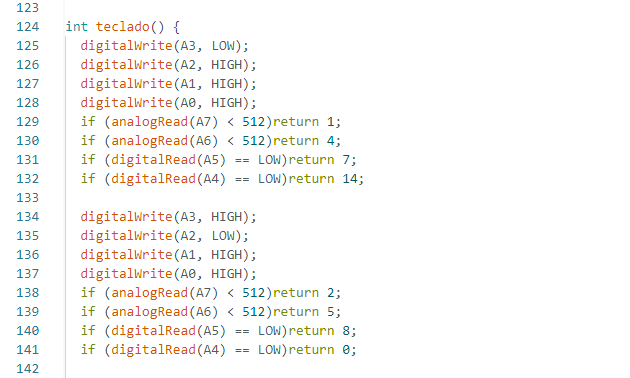 123
124 int teclado() {
125 digitalWrite(A3, LOW);
126 digitalWrite(A2, HIGH);
127 digitalWrite(A1, HIGH);
128 digitalWrite(A0, HIGH);
129 if (analogRead(A7) < 512)return 1;
130 if (analogRead(A6) < 512)return 4;
131 if (digitalRead(A5) == LOW)return 7;
132 if (digitalRead(A4) == LOW)return 14;
133
134 digitalWrite(A3, HIGH);
135 digitalWrite(A2, LOW);
136 digitalWrite(A1, HIGH);
137 digitalWrite(A0, HIGH);
138 if (analogRead(A7) < 512)return 2;
139 if (analogRead(A6) < 512)return 5;
140 if (digitalRead(A5) == LOW)return 8;
141 if (digitalRead(A4) == LOW)return 0;
142